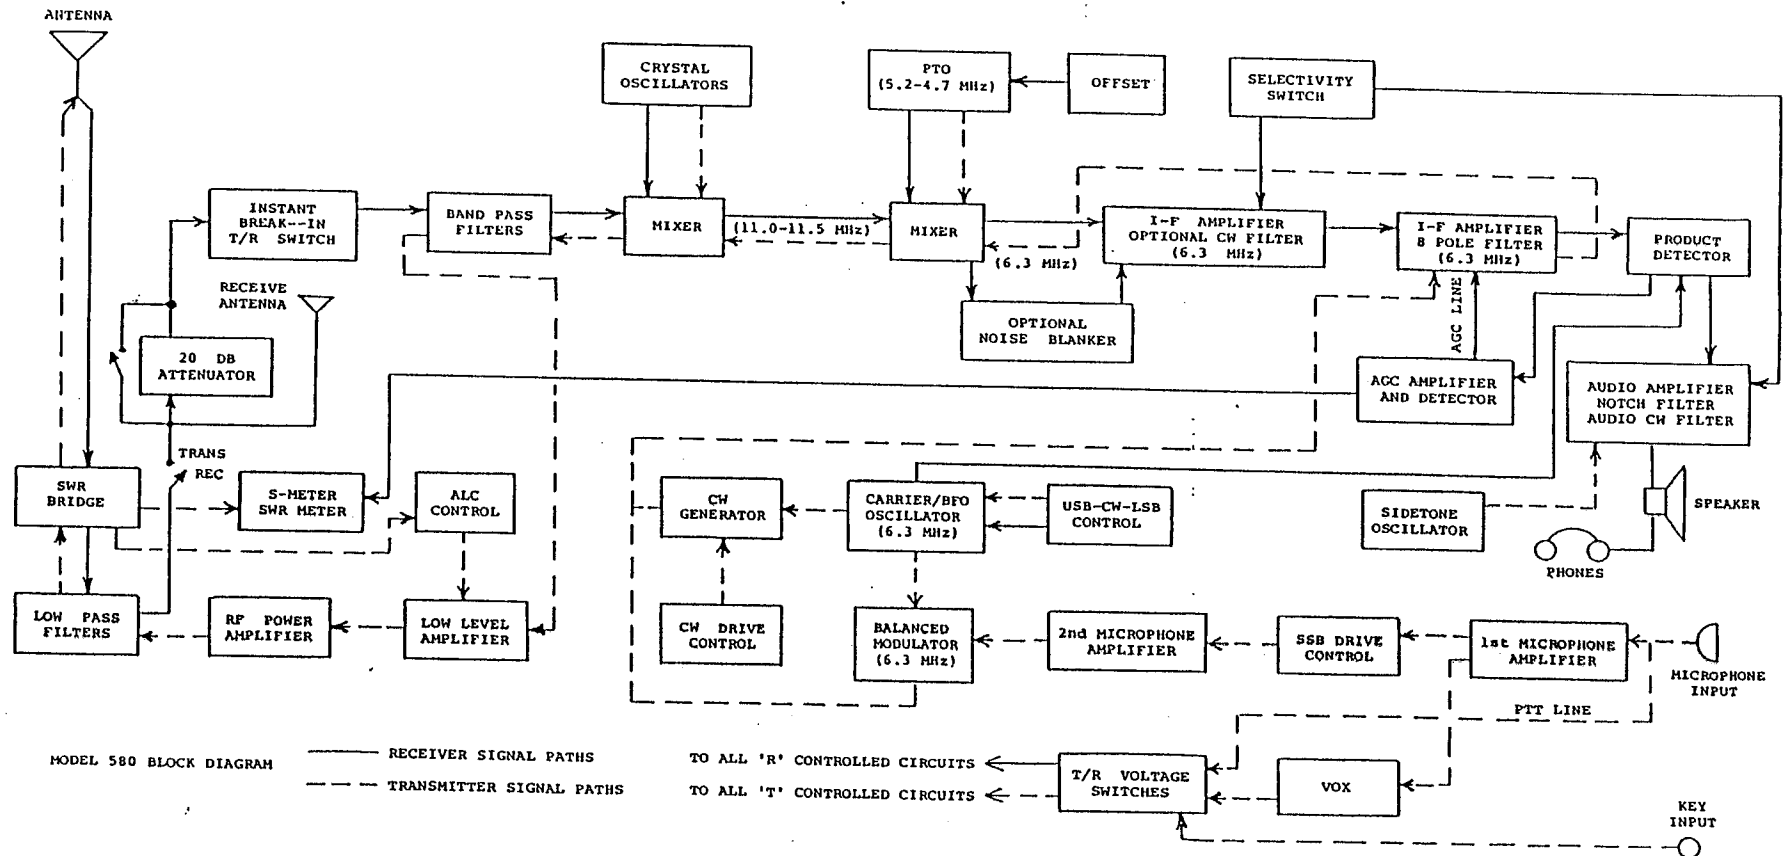 ANTENNA
CRYSTAL
OSCILLATORS
PTO
(5.2-4.7 MHz)
OFFSET
SELECTIVITY
SWITCH
INSTANT
BREAK--IN
T/R SWITCH
BAND PASS
FILTERS
MIXER
(11.0-11.5 MHz)
MIXER
(6.3 MHz)
I-F AMPLIFIER
OPTIONAL CW FILTER
(6.3 MHz)
I-F AMPLIFIER
8 POLE FILTER
(6.3 MHz)
PRODUCT
DETECTOR
RECEIVE
ANTENNA
OPTIONAL
NOISE BLANKER
AGC LINE
20 DB
ATTENUATOR
AGC AMPLIFIER
AND DETECTOR
AUDIO AMPLIFIER
NOTCH FILTER
AUDIO CW FILTER
TRANS
REC
SWR
BRIDGE
S-METER
SWR METER
ALC
CONTROL
CW
GENERATOR
CARRIER/BFO
OSCILLATOR
(6.3 MHz)
USB-CW-LSB
CONTROL
SIDETONE
OSCILLATOR
SPEAKER
PHONES
LOW PASS
FILTERS
RF POWER
AMPLIFIER
LOW LEVEL
AMPLIFIER
CW DRIVE
CONTROL
BALANCED
MODULATOR
(6.3 MHz)
2nd MICROPHONE
AMPLIFIER
SSB DRIVE
CONTROL
1st MICROPHONE
AMPLIFIER
MICROPHONE
INPUT
PTT LINE
MODEL 580 BLOCK DIAGRAM
RECEIVER SIGNAL PATHS
TRANSMITTER SIGNAL PATHS
TO ALL 'R' CONTROLLED CIRCUITS
TO ALL 'T' CONTROLLED CIRCUITS
T/R VOLTAGE
SWITCHES
VOX
KEY
INPUT